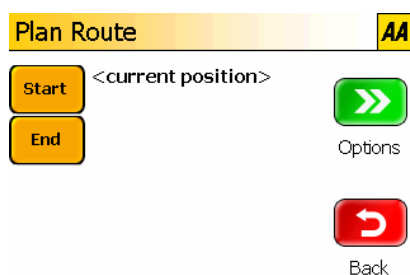 Plan Route
AA
Start
<current position>
End
Options
Back